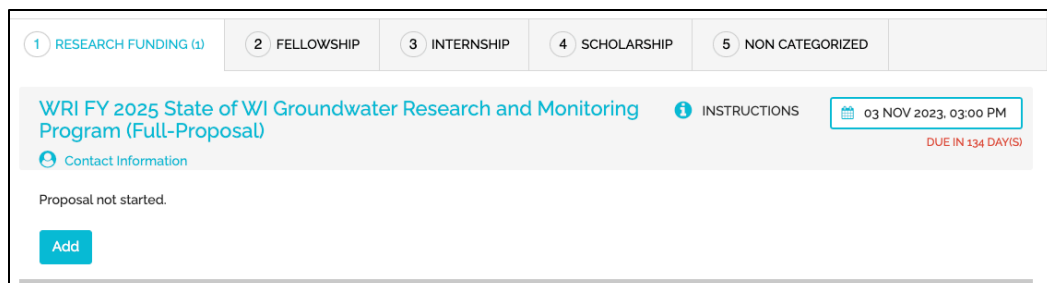 1 RESEARCH FUNDING (1)
2 FELLOWSHIP
3 INTERNSHIP
4 SCHOLARSHIP
5 NON CATEGORIZED
WRI FY 2025 State of WI Groundwater Research and Monitoring
Program (Full-Proposal)
INSTRUCTIONS
03 NOV 2023, 03:00 PM
DUE IN 134 DAY(S)
Contact Information
Proposal not started.
Add